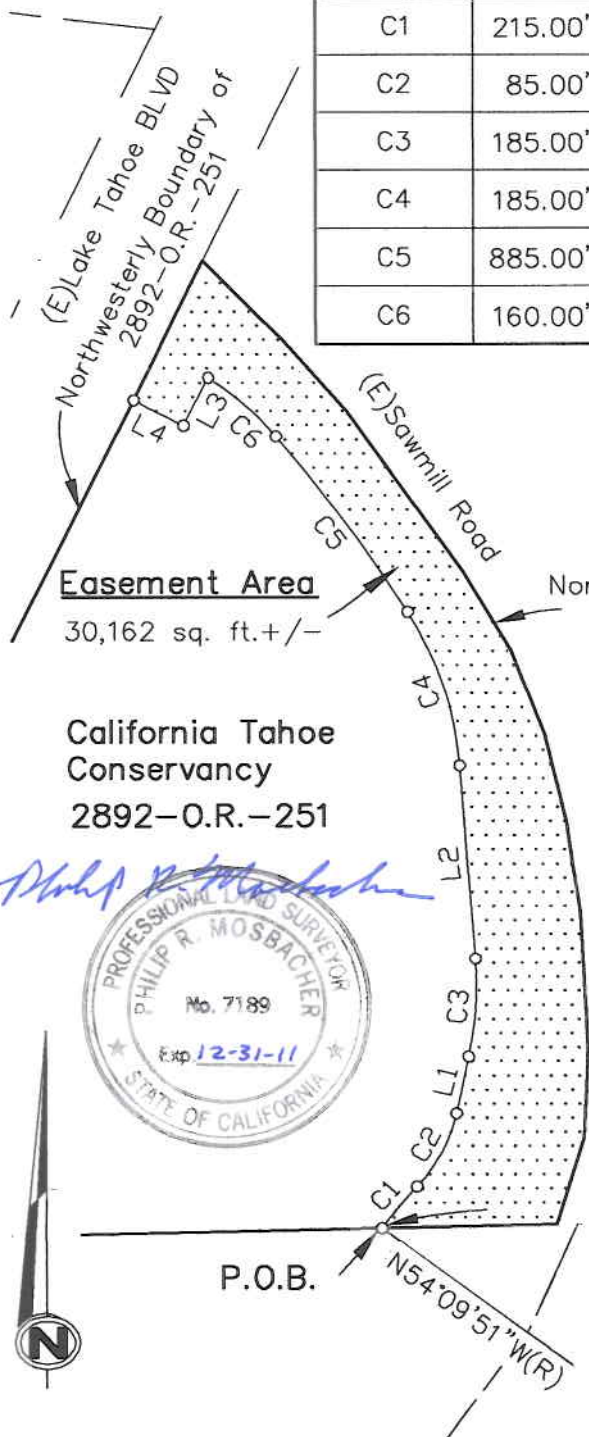 C1 215.00'
C2 85.00'
C3 185.00'
C4 185.00'
C5 885.00'
C6 160.00'
(E)Lake Tahoe BLVD
Northwesterly Boundary of
2892-O.R.-251
(E)Sawmill Road
L4
L3
C6
C5
Easement Area
30,162 sq. ft.+/-
Nor
C4
California Tahoe
Conservancy
2892-O.R.-251
L2
PROFESSIONAL LAND SURVEYOR
PHILIP R. MOSBACHER
No. 7189
Exp. 12-31-11
STATE OF CALIFORNIA
C3
L1
C2
C1
P.O.B.
N54°09'51"W(R)
N